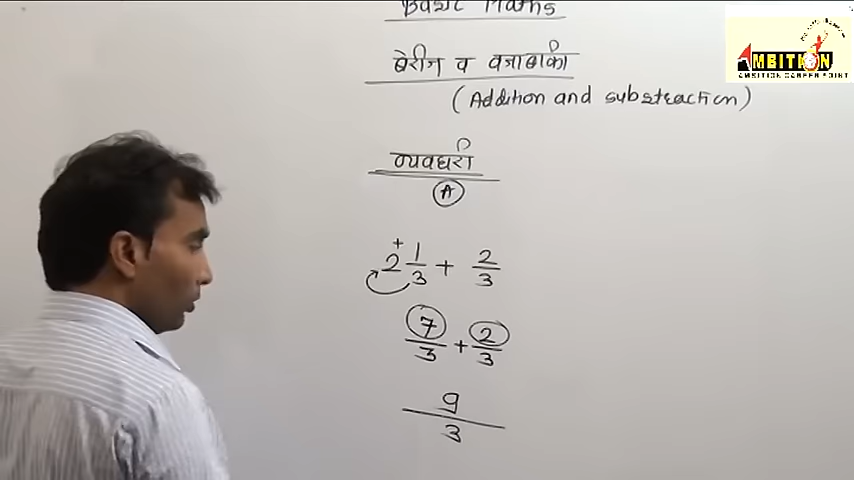 Basic Maths
AMBITION
AMBITION CAREER POINT
बेरीज व वजाबाकी
(Addition and substraction)
व्यवहारी
A
2 1/3 + 2/3
+
7/3 + 2/3
9/3